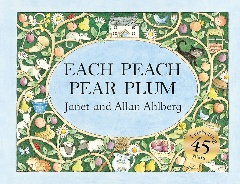 EACH PEACH
PEAR PLUM
Janet and Allan Ahlberg
45